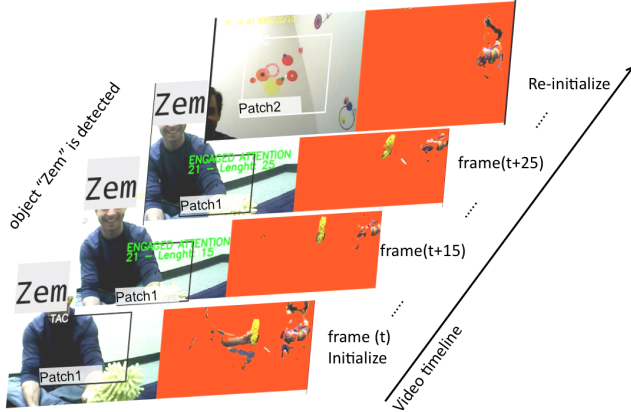 Patch2
Re-initialize
object "Zem" is detected
Zem
ENGAGED ATTENTION
21 - Lenght: 25
Patch1
frame(t+25)
Zem
ENGAGED ATTENTION
21 - Lenght: 15
Patch1
frame(t+15)
Zem
TAC
Patch1
frame (t)
Initialize
Video timeline